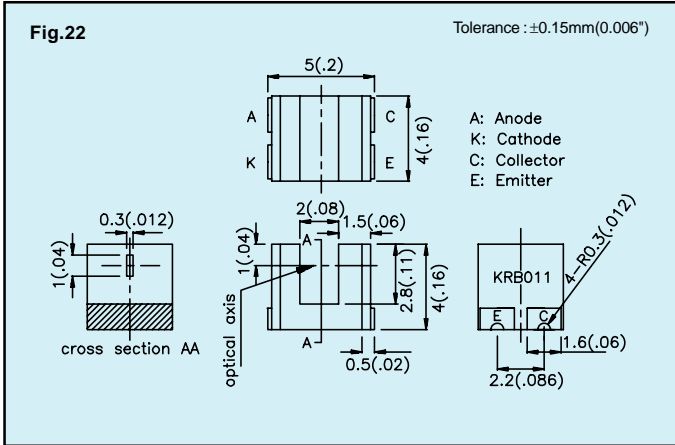 Fig.22
Tolerance : ±0.15mm(0.006")
5(.2)
A
C
K
E
4(.16)
A: Anode
K: Cathode
C: Collector
E: Emitter
0.3(.012)
1(.04)
cross section AA
2(.08)
A
1.5(.06)
1(.04)
2.8(.11)
4(.16)
optical axis
A
0.5(.02)
4-R0.3(.012)
KRB011
E
C
1.6(.06)
2.2(.086)